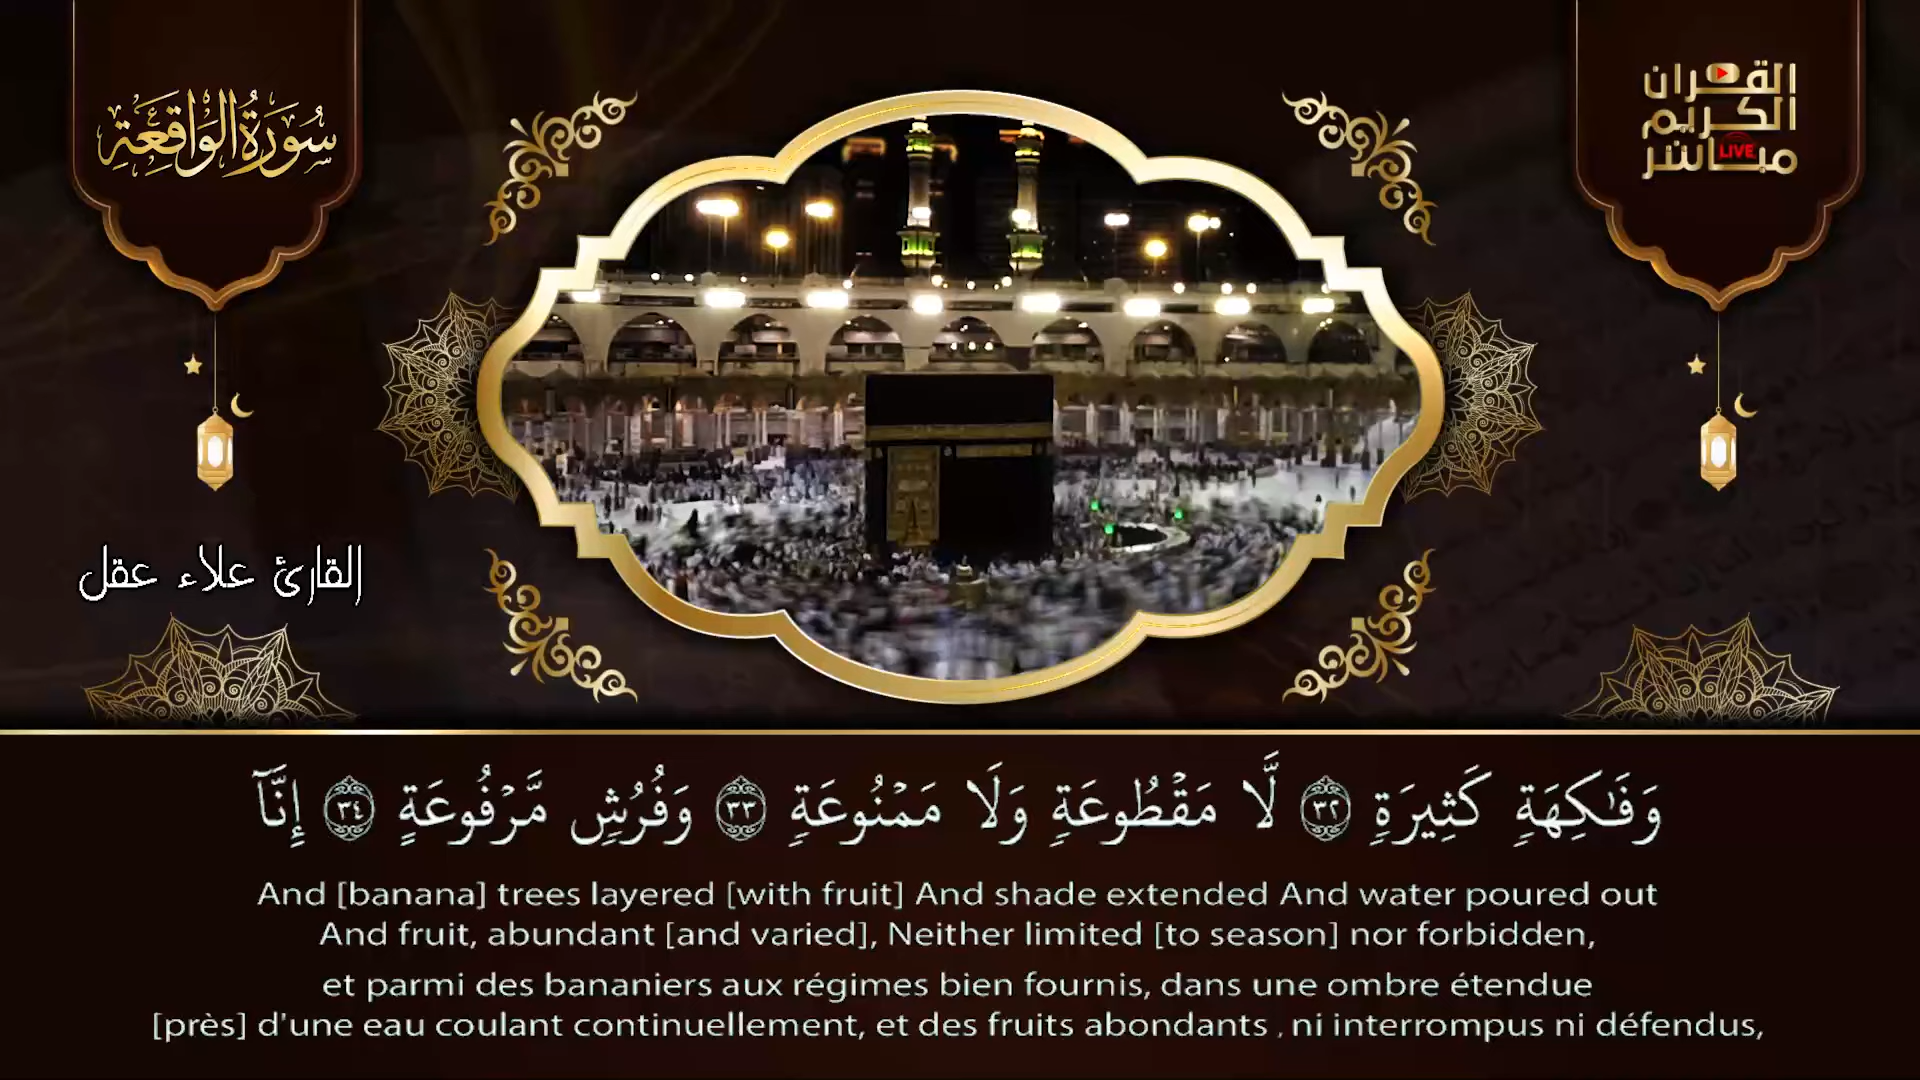 سُورَةُ الوَاقِعَة
القرآن
الكريم
مباشر
LIVE
القارئ علاء عقل
وَفَٰكِهَةٖ كَثِيرَةٖ ٣٢ لَّا مَقۡطُوعَةٖ وَلَا مَمۡنُوعَةٖ ٣٣ وَفُرُشٖ مَّرۡفُوعَةٍ ٣٤ إِنَّآ
And [banana] trees layered [with fruit] And shade extended And water poured out
And fruit, abundant [and varied], Neither limited [to season] nor forbidden,
et parmi des bananiers aux régimes bien fournis, dans une ombre étendue
[près] d'une eau coulant continuellement, et des fruits abondants , ni interrompus ni défendus,